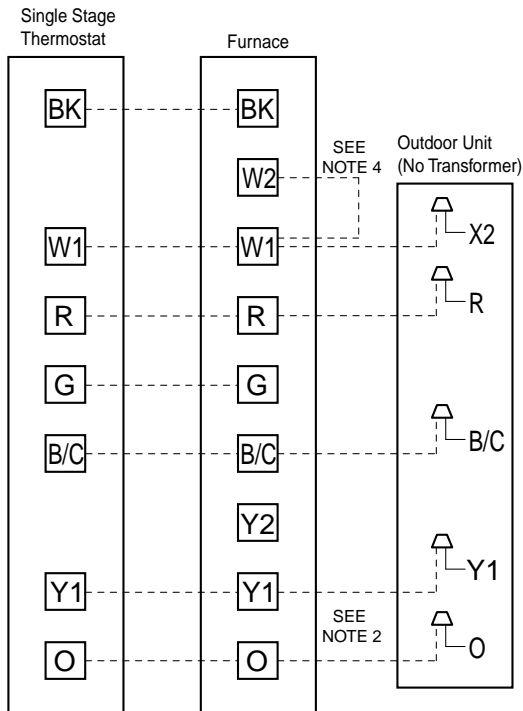 Single Stage
Thermostat
Furnace
Outdoor Unit
(No Transformer)
BK
BK
W2
SEE
NOTE 4
W1
W1
X2
R
R
R
G
G
B/C
B/C
B/C
Y2
Y1
Y1
Y1
SEE
NOTE 2
O
O
O